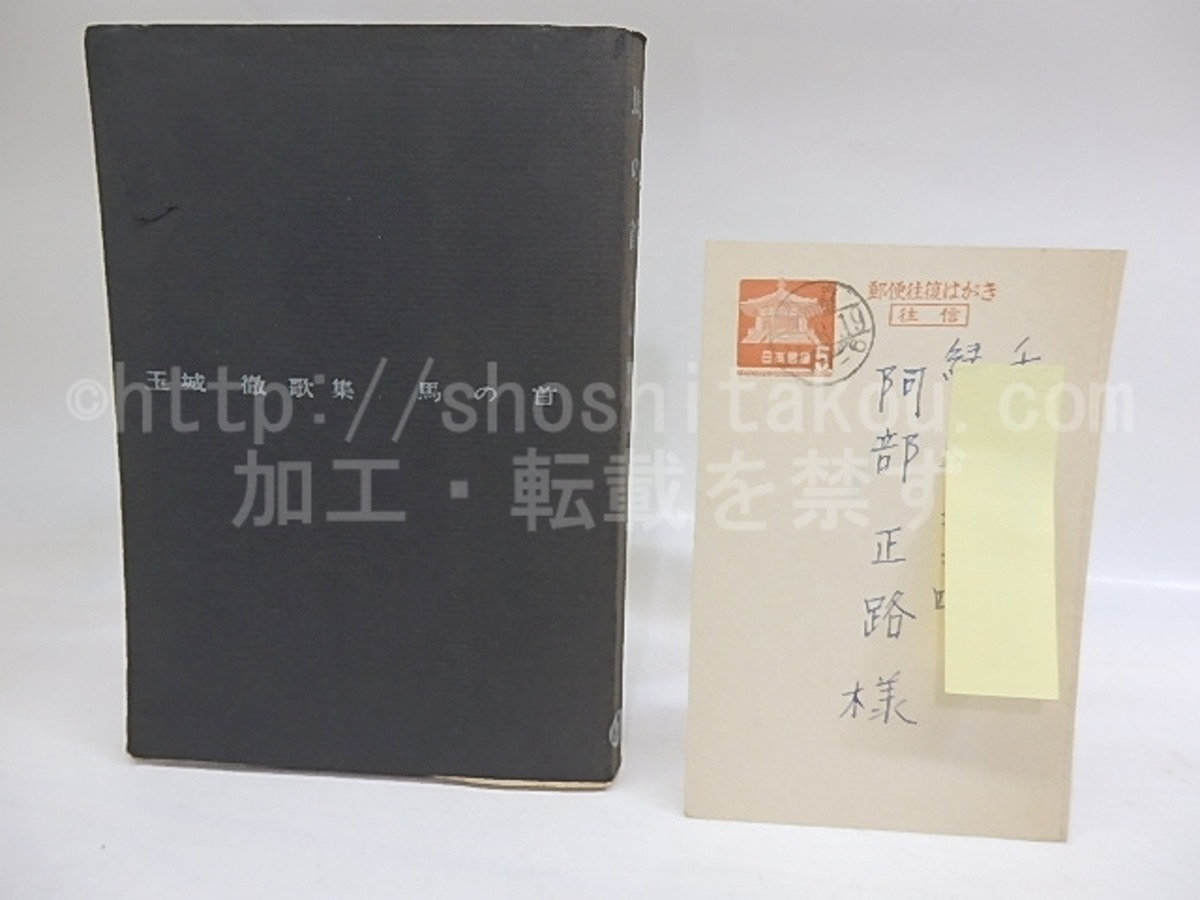 玉城 徹歌集 馬の首
郵便往復はがき
往信
日本郵便 5
19
阿部正路様
©http://shoshitakou.com
加工・転載を禁ず